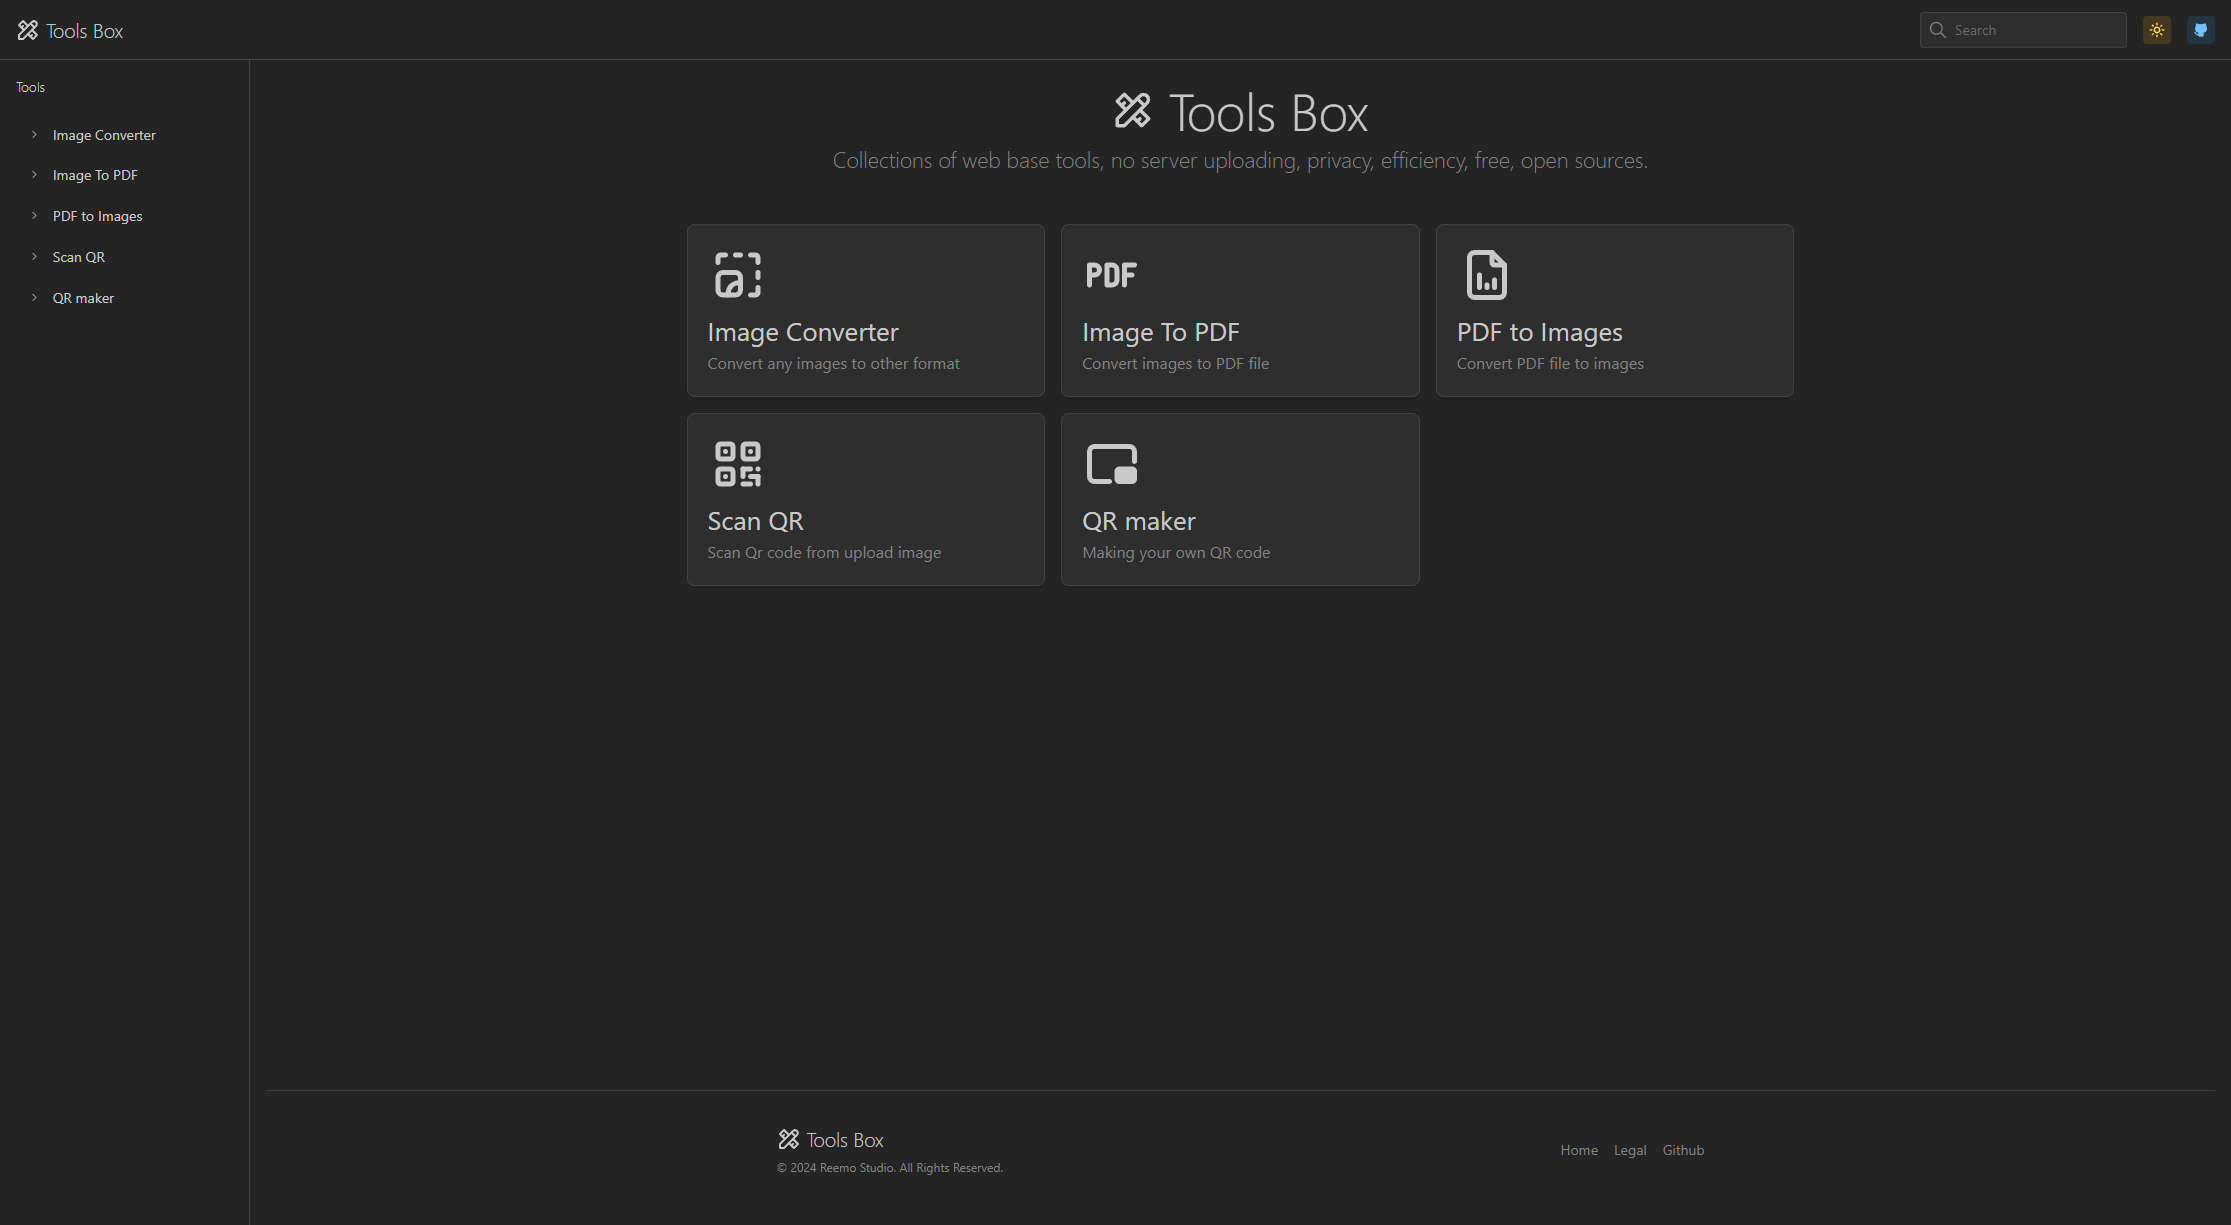 Tools Box
Search
Tools
Image Converter
Image To PDF
PDF to Images
Scan QR
QR maker
Tools Box
Collections of web base tools, no server uploading, privacy, efficiency, free, open sources.
Image Converter
Convert any images to other format
PDF
Image To PDF
Convert images to PDF file
PDF to Images
Convert PDF file to images
Scan QR
Scan Qr code from upload image
QR maker
Making your own QR code
Tools Box
© 2024 Reemo Studio. All Rights Reserved.
Home Legal Github